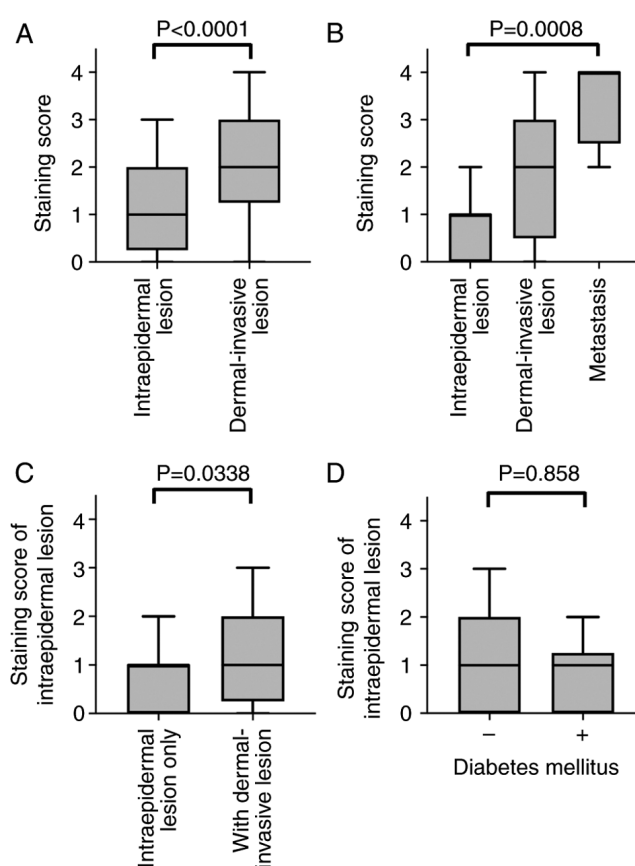 A
P<0.0001
Staining score
4
3
2
1
0
Intraepidermal
lesion
Dermal-invasive
lesion
B
P=0.0008
Staining score
4
3
2
1
0
Intraepidermal
lesion
Dermal-invasive
lesion
Metastasis
C
P=0.0338
Staining score of
intraepidermal lesion
4
3
2
1
0
Intraepidermal
lesion only
With dermal-
invasive lesion
D
P=0.858
Staining score of
intraepidermal lesion
4
3
2
1
0
− +
Diabetes mellitus